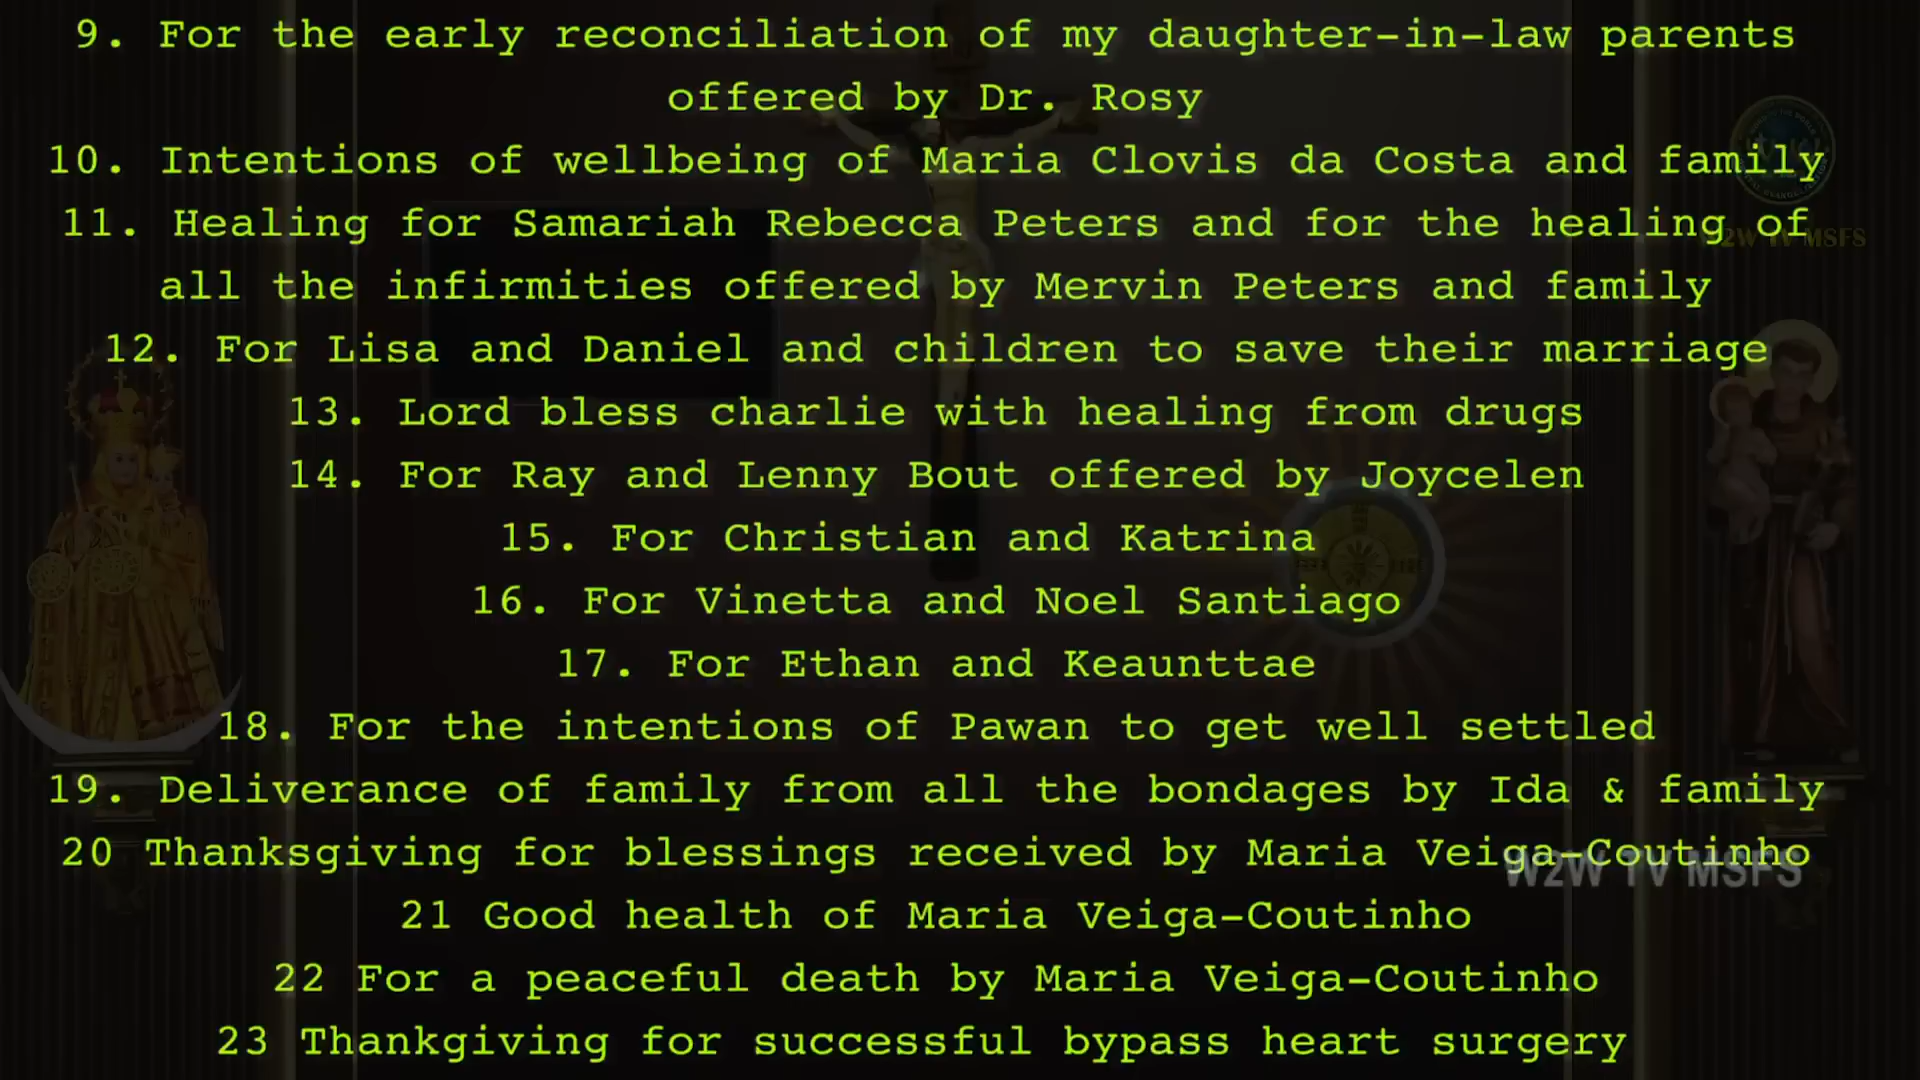 9. For the early reconciliation of my daughter-in-law parents
offered by Dr. Rosy
10. Intentions of wellbeing of Maria Clovis da Costa and family
11. Healing for Samariah Rebecca Peters and for the healing of
all the infirmities offered by Mervin Peters and family
12. For Lisa and Daniel and children to save their marriage
13. Lord bless charlie with healing from drugs
14. For Ray and Lenny Bout offered by Joycelen
15. For Christian and Katrina
16. For Vinetta and Noel Santiago
17. For Ethan and Keaunttae
18. For the intentions of Pawan to get well settled
19. Deliverance of family from all the bondages by Ida & family
20 Thanksgiving for blessings received by Maria Veiga-Coutinho
21 Good health of Maria Veiga-Coutinho
22 For a peaceful death by Maria Veiga-Coutinho
23 Thankgiving for successful bypass heart surgery
W2W TV MSFS
W2W TV MSFS